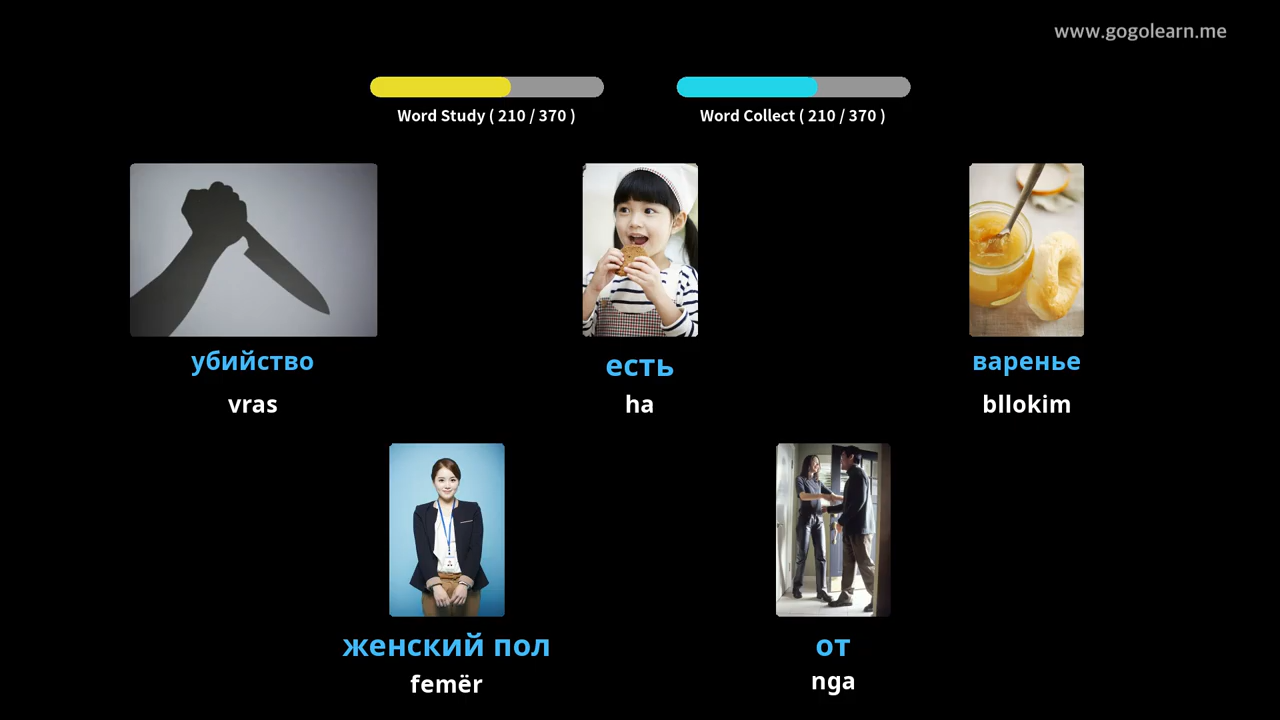 www.gogolearn.me
Word Study ( 210 / 370 )
Word Collect ( 210 / 370 )
убийство
vras
есть
ha
варенье
bllokim
женский пол
femër
от
nga